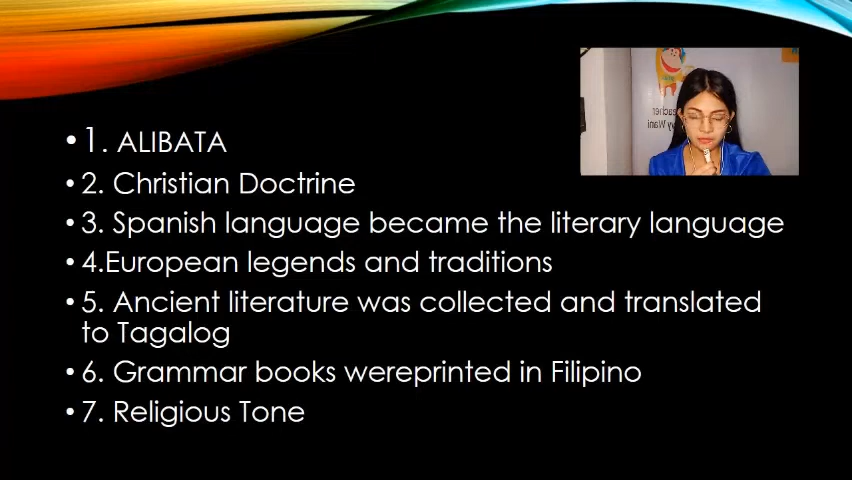 • 1. ALIBATA
• 2. Christian Doctrine
• 3. Spanish language became the literary language
• 4.European legends and traditions
• 5. Ancient literature was collected and translated
to Tagalog
• 6. Grammar books wereprinted in Filipino
• 7. Religious Tone